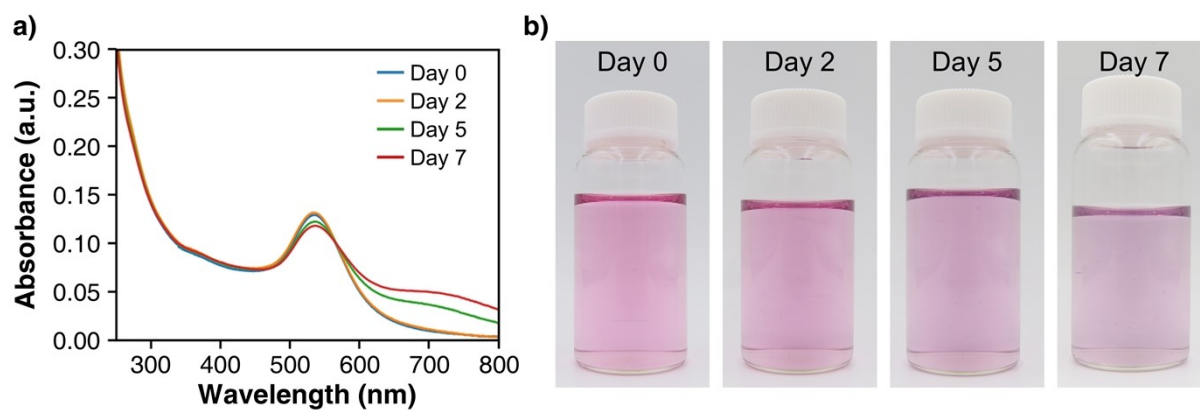 a)
Absorbance (a.u.)
0.30
0.25
0.20
0.15
0.10
0.05
0.00
300 400 500 600 700 800
Wavelength (nm)
Day 0
Day 2
Day 5
Day 7
b)
Day 0 Day 2 Day 5 Day 7